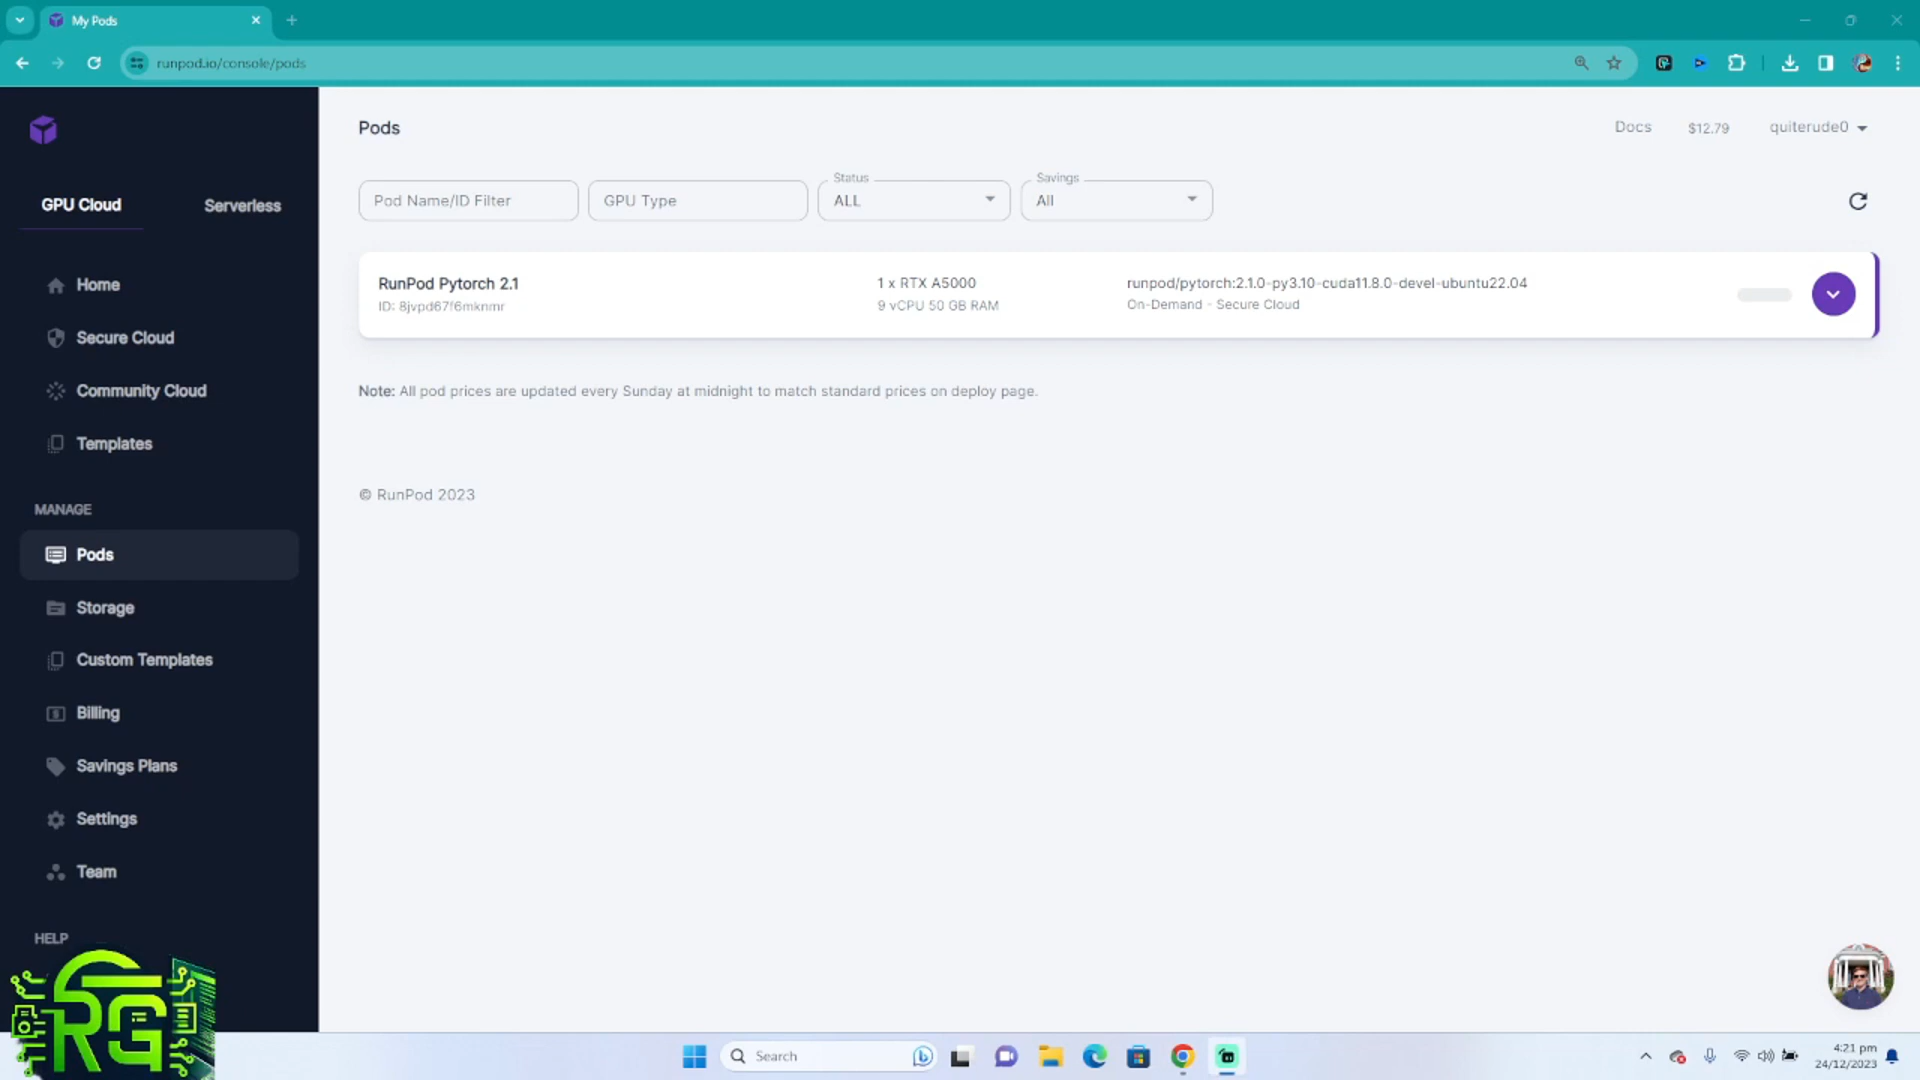 My Pods
runpod.io/console/pods
Pods
Docs
$12.79
quiterude0
GPU Cloud
Serverless
Pod Name/ID Filter
GPU Type
Status
ALL
Savings
All
Home
Secure Cloud
Community Cloud
Templates
RunPod Pytorch 2.1
ID: 8jvpd67f6mknmr
1 x RTX A5000
9 vCPU 50 GB RAM
runpod/pytorch:2.1.0-py3.10-cuda11.8.0-devel-ubuntu22.04
On-Demand - Secure Cloud
Note: All pod prices are updated every Sunday at midnight to match standard prices on deploy page.
© RunPod 2023
MANAGE
Pods
Storage
Custom Templates
Billing
Savings Plans
Settings
Team
HELP
RG
Search
4:21 pm
24/12/2023